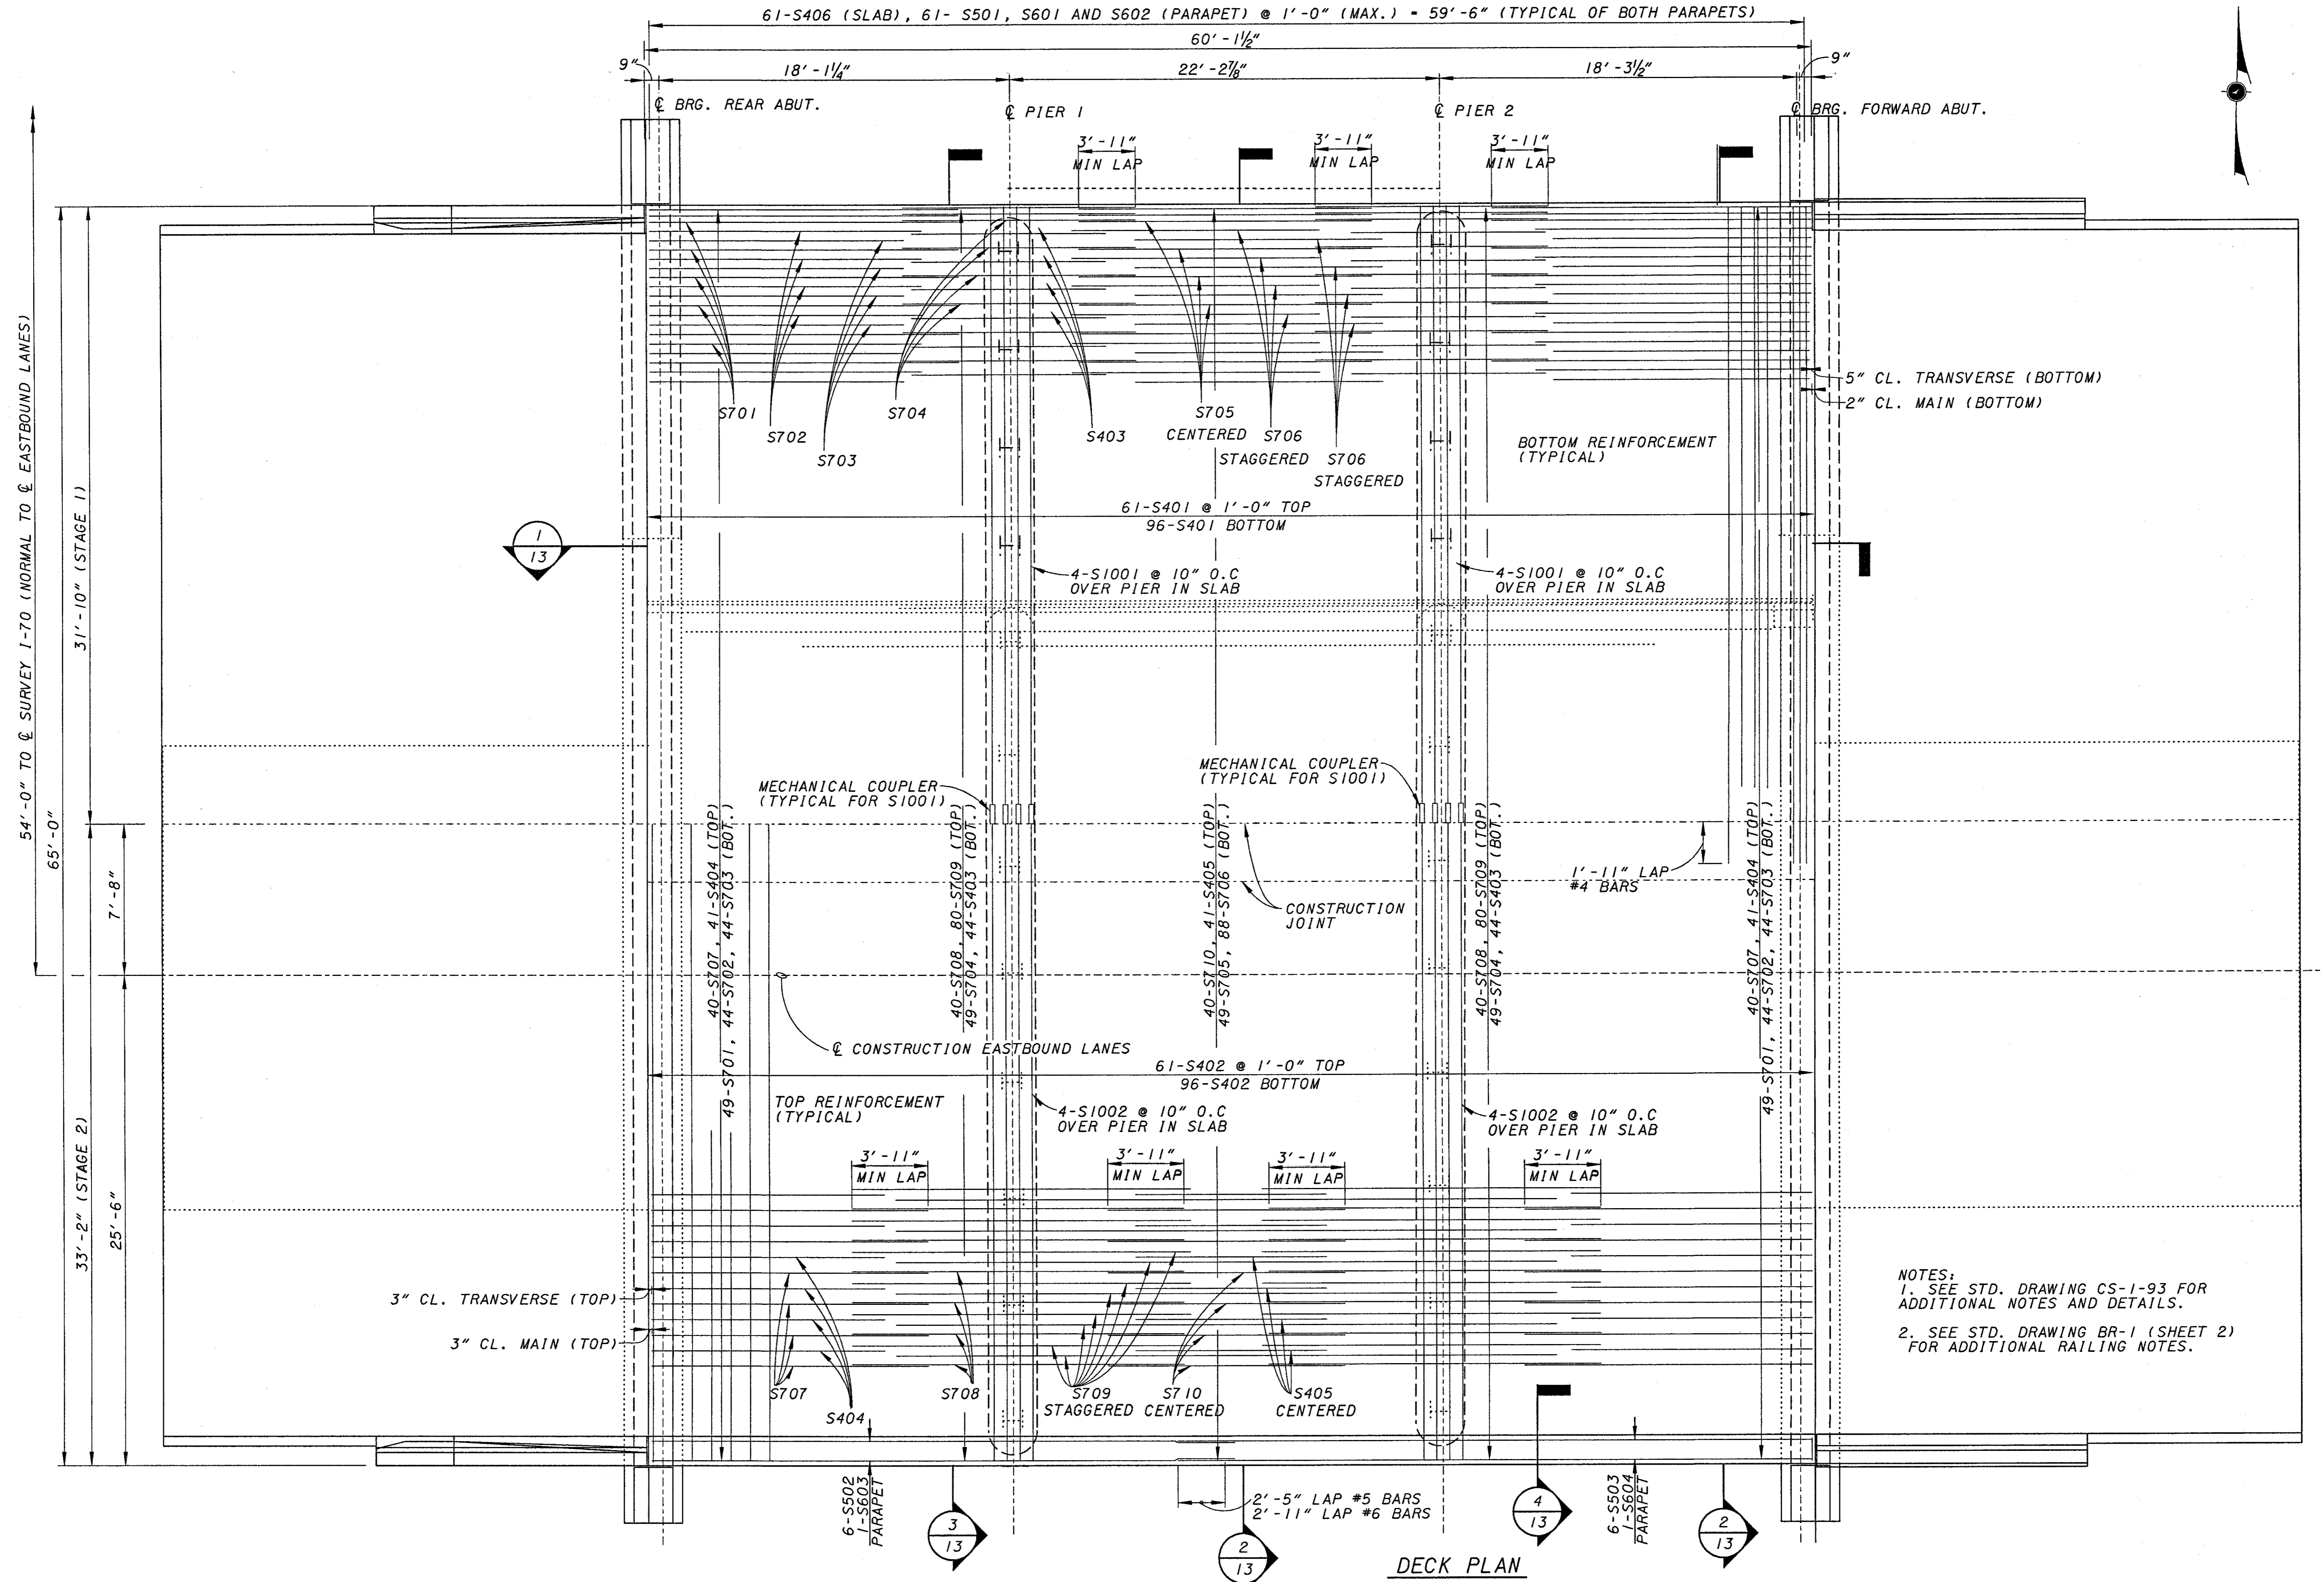 61-S406 (SLAB), 61- S501, S601 AND S602 (PARAPET) @ 1'-0" (MAX.) = 59'-6" (TYPICAL OF BOTH PARAPETS)
60'-1½"
9"
18'-1¼"
22'-2⅞"
18'-3½"
9"
℄ BRG. REAR ABUT.
℄ PIER 1
℄ PIER 2
℄ BRG. FORWARD ABUT.
3'-11"
MIN LAP
3'-11"
MIN LAP
3'-11"
MIN LAP
54'-0" TO ℄ SURVEY I-70 (NORMAL TO ℄ EASTBOUND LANES)
65'-0"
31'-10" (STAGE 1)
33'-2" (STAGE 2)
7'-8"
25'-6"
S701
S702
S703
S704
S403
S705
CENTERED
S706
STAGGERED
S706
STAGGERED
5" CL. TRANSVERSE (BOTTOM)
2" CL. MAIN (BOTTOM)
BOTTOM REINFORCEMENT
(TYPICAL)
61-S401 @ 1'-0" TOP
96-S401 BOTTOM
1
13
4-S1001 @ 10" O.C
OVER PIER IN SLAB
4-S1001 @ 10" O.C
OVER PIER IN SLAB
MECHANICAL COUPLER
(TYPICAL FOR S1001)
MECHANICAL COUPLER
(TYPICAL FOR S1001)
40-S707, 41-S404 (TOP)
49-S701, 44-S702, 44-S703 (BOT.)
40-S708, 80-S709 (TOP)
49-S704, 44-S403 (BOT.)
40-S710, 41-S405 (TOP)
49-S705, 88-S706 (BOT.)
40-S708, 80-S709 (TOP)
49-S704, 44-S403 (BOT.)
40-S707, 41-S404 (TOP)
49-S701, 44-S702, 44-S703 (BOT.)
1'-11" LAP
#4 BARS
CONSTRUCTION
JOINT
℄ CONSTRUCTION EASTBOUND LANES
61-S402 @ 1'-0" TOP
96-S402 BOTTOM
TOP REINFORCEMENT
(TYPICAL)
4-S1002 @ 10" O.C
OVER PIER IN SLAB
4-S1002 @ 10" O.C
OVER PIER IN SLAB
3'-11"
MIN LAP
3'-11"
MIN LAP
3'-11"
MIN LAP
3'-11"
MIN LAP
3" CL. TRANSVERSE (TOP)
3" CL. MAIN (TOP)
NOTES:
1. SEE STD. DRAWING CS-1-93 FOR
ADDITIONAL NOTES AND DETAILS.
2. SEE STD. DRAWING BR-1 (SHEET 2)
FOR ADDITIONAL RAILING NOTES.
S707
S404
S708
S709
STAGGERED
S710
CENTERED
S405
CENTERED
6-S502
1-S603
PARAPET
3
13
2'-5" LAP #5 BARS
2'-11" LAP #6 BARS
2
13
4
13
6-S503
1-S604
PARAPET
2
13
DECK PLAN